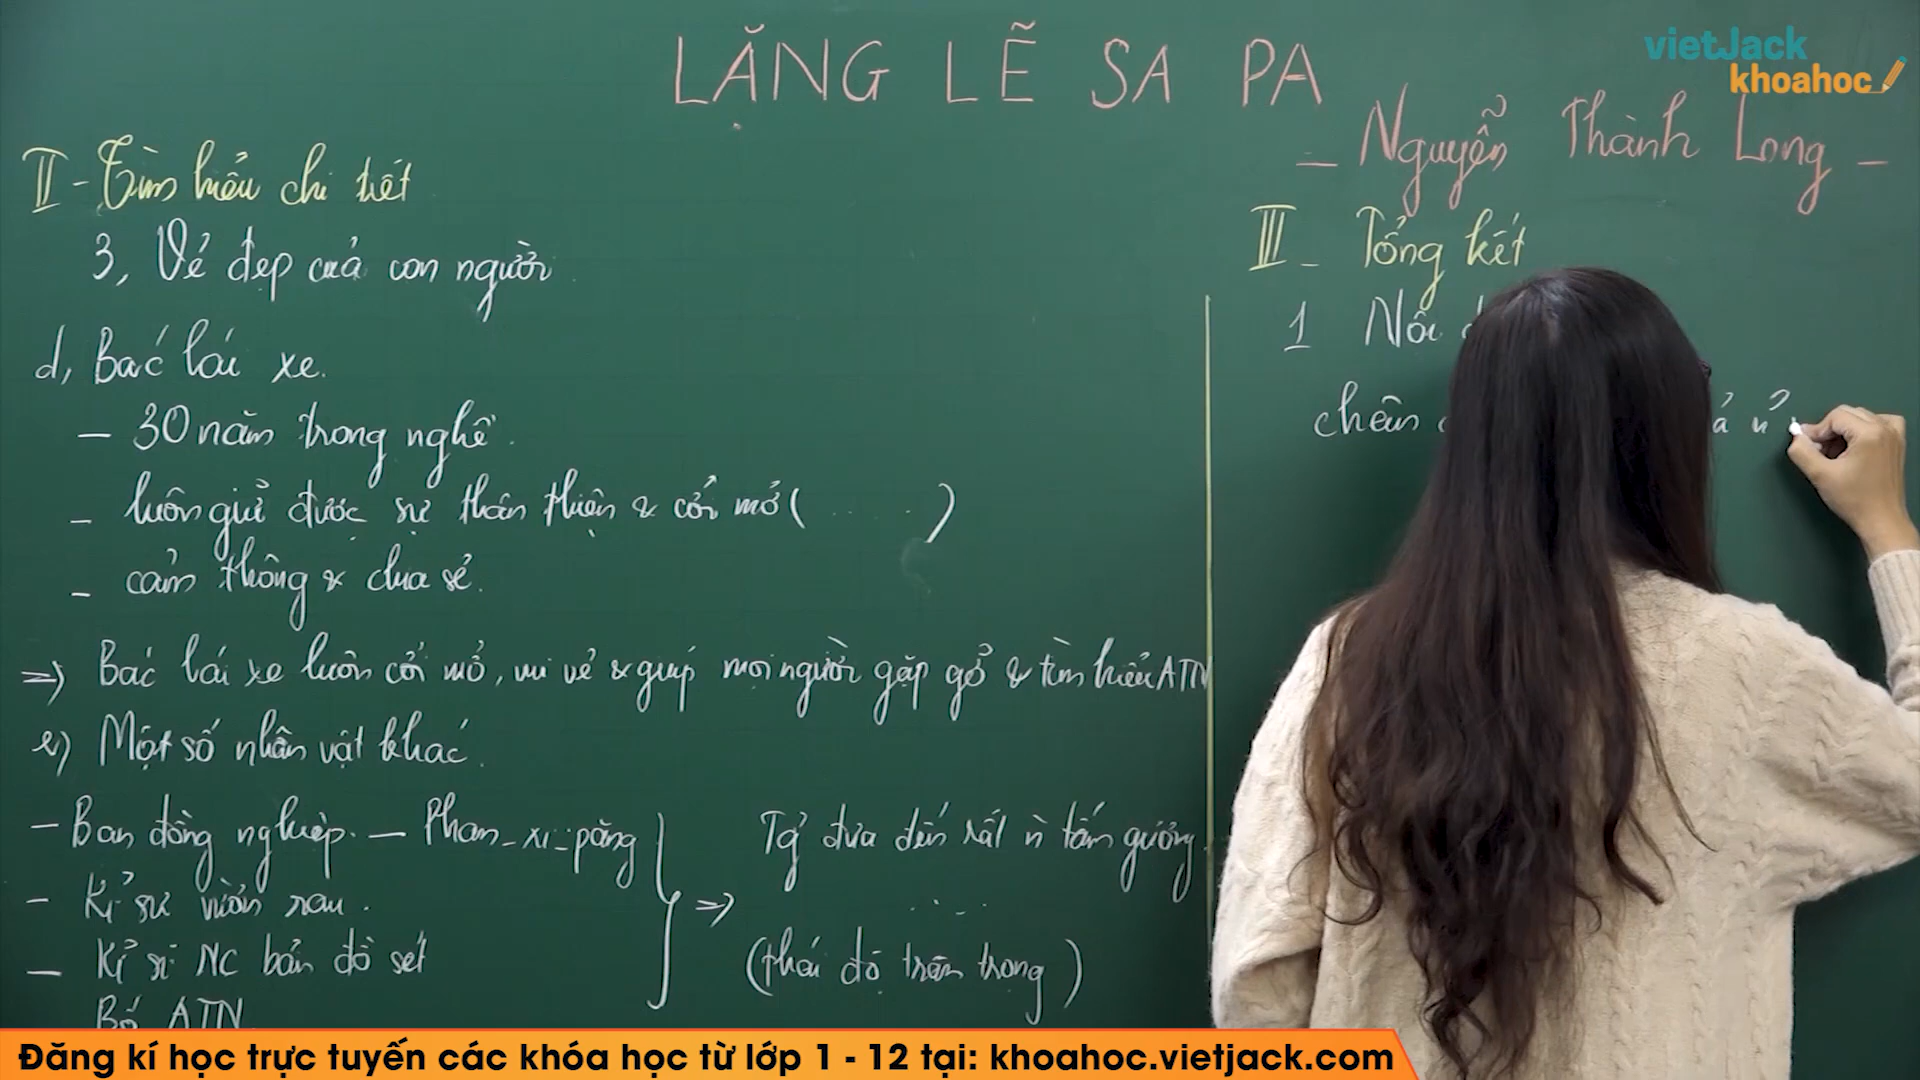 LẶNG LẼ SA PA
vietJack
khoahoc
- Nguyễn Thành Long -
II - Tìm hiểu chi tiết
3, Vẻ đẹp của con người
d, Bác lái xe.
- 30 năm trong nghề.
- luôn giữ được sự thân thiện & cởi mở ( ..... )
- cảm thông & chia sẻ.
=> Bác lái xe luôn cởi mở, vui vẻ & giúp mọi người gặp gỡ & tìm hiểu ATN
e) Một số nhân vật khác.
- Bạn đồng nghiệp. - Phan-xi-păng
- Kĩ sư vườn rau.
- Kĩ sư NC bản đồ sét
Bố ATN
=> Tg' đưa đến rất ` tấm gương.
....
(thái độ trân trọng)
III - Tổng kết
1 Nội
chân
Đăng kí học trực tuyến các khóa học từ lớp 1 - 12 tại: khoahoc.vietjack.com